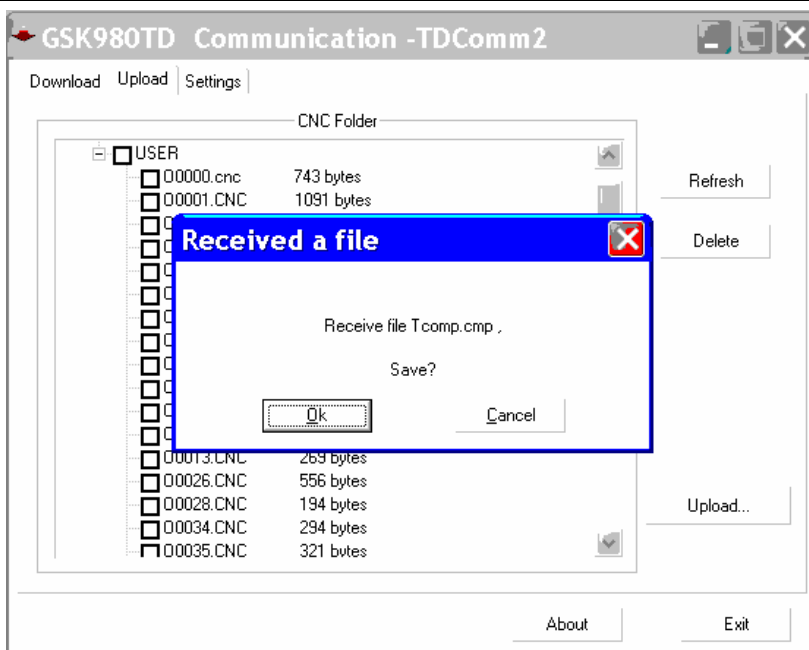 GSK980TD Communication -TDComm2
Download Upload Settings
CNC Folder
USER
O0000.cnc 743 bytes
O0001.CNC 1091 bytes
Refresh
Delete
Received a file
Receive file Tcomp.cmp ,
Save?
Ok Cancel
O0013.CNC 269 bytes
O0026.CNC 556 bytes
O0028.CNC 194 bytes
O0034.CNC 294 bytes
O0035.CNC 321 bytes
Upload...
About Exit